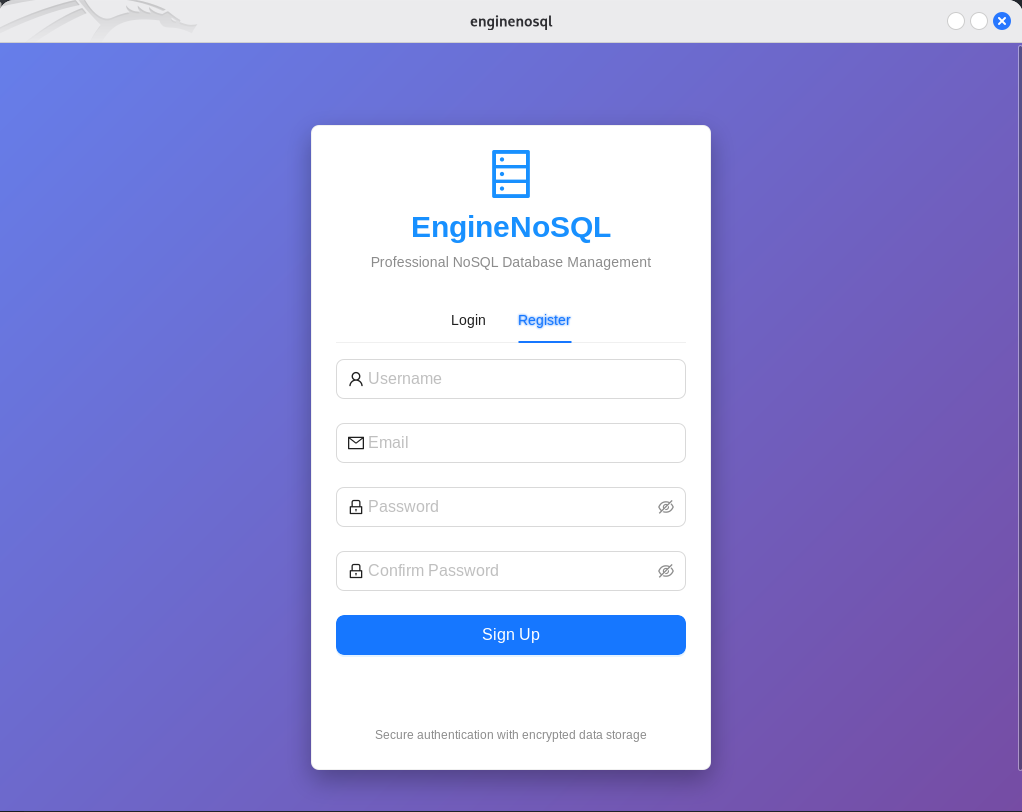 enginenosql
EngineNoSQL
Professional NoSQL Database Management
Login Register
Username
Email
Password
Confirm Password
Sign Up
Secure authentication with encrypted data storage